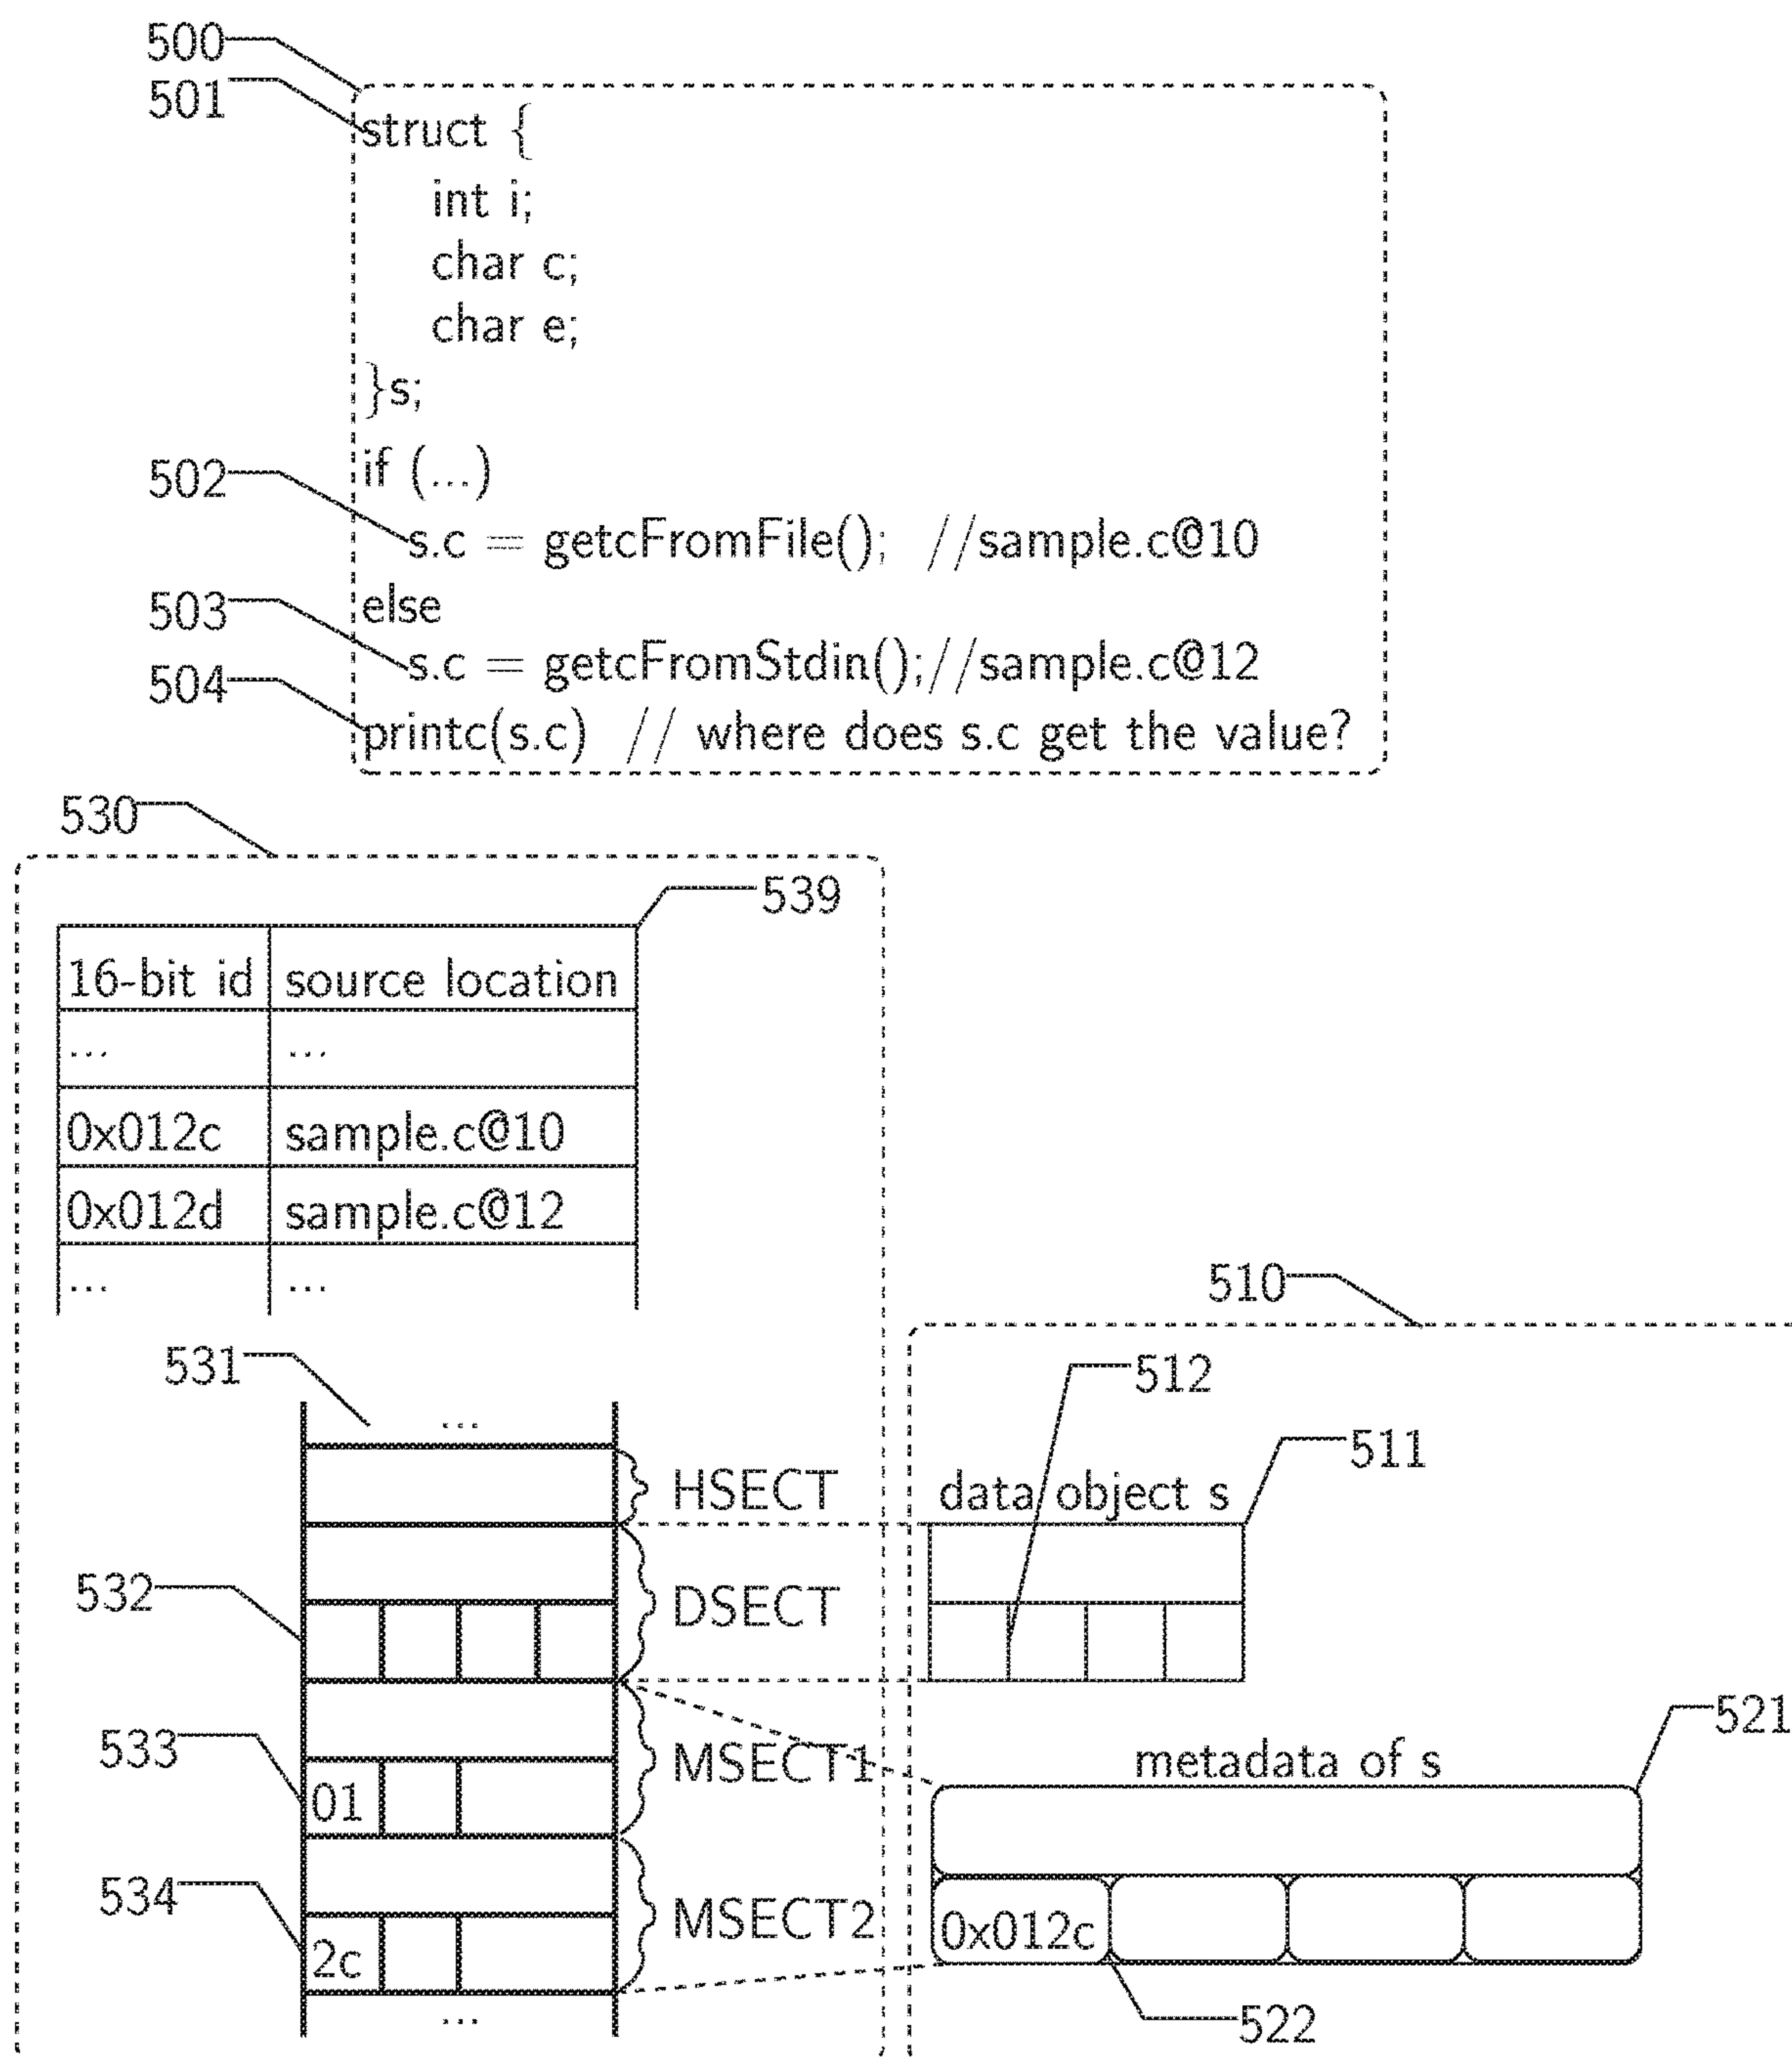 500
501
struct {
int i;
char c;
char e;
}s;
if (...)
502
s.c = getcFromFile(); //sample.c@10
else
503
s.c = getcFromStdin();//sample.c@12
504
printc(s.c) // where does s.c get the value?
530
539
16-bit id source location
... ...
0x012c sample.c@10
0x012d sample.c@12
... ...
510
531
...
512
511
HSECT
data object s
532
DSECT
521
533
01
MSECT1
metadata of s
534
2c
MSECT2
0x012c
522
...